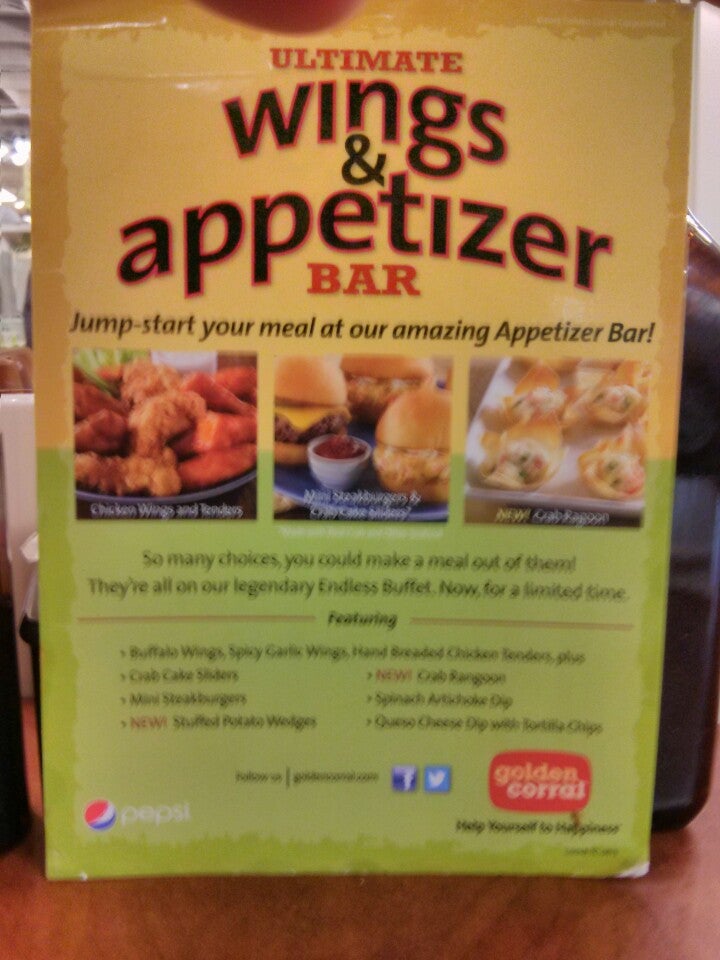 ULTIMATE
wings
&
appetizer
BAR
Jump-start your meal at our amazing Appetizer Bar!
Chicken Wings and Tenders
Mini Steakburgers &
Crab Cake Sliders
NEW! Crab Ragoon
So many choices, you could make a meal out of them!
They're all on our legendary Endless Buffet. Now, for a limited time.
Featuring
› Buffalo Wings, Spicy Garlic Wings, Hand Breaded Chicken Tenders, plus
› Crab Cake Sliders
› NEW! Crab Rangoon
› Mini Steakburgers
› Spinach Artichoke Dip
› NEW! Stuffed Potato Wedges
› Queso Cheese Dip with Tortilla Chips
Follow us | goldencorral.com
f
pepsi
golden
corral
Help Yourself to Happiness